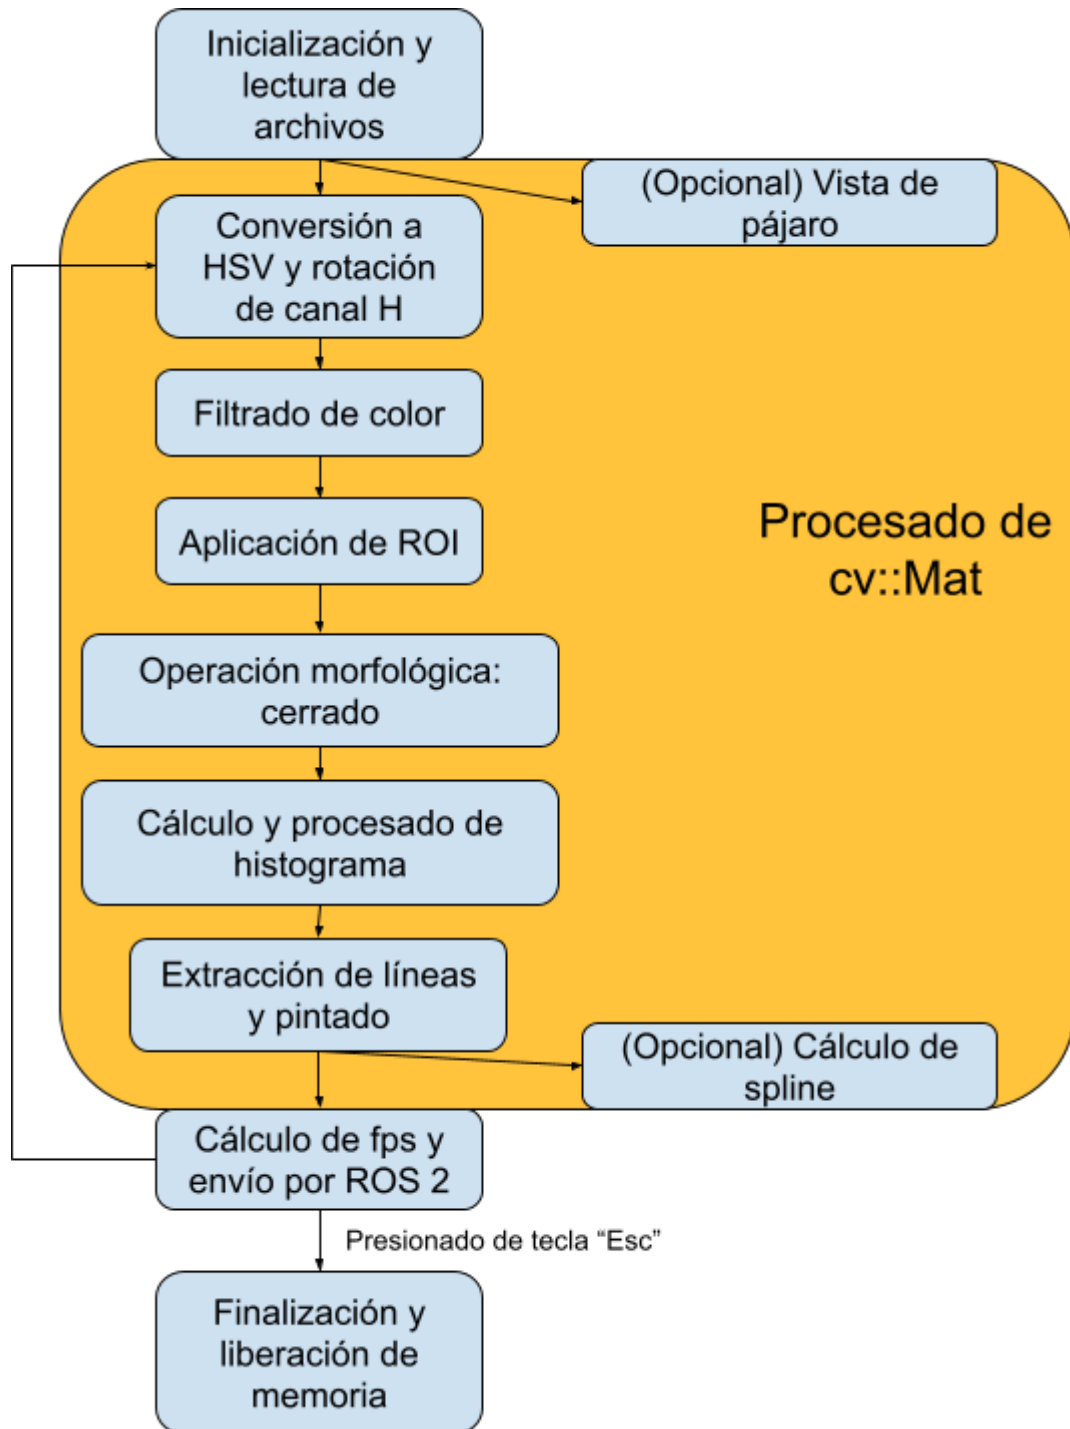 Inicialización y
lectura de
archivos
(Opcional) Vista de
pájaro
Conversión a
HSV y rotación
de canal H
Filtrado de color
Aplicación de ROI
Procesado de
cv::Mat
Operación morfológica:
cerrado
Cálculo y procesado de
histograma
Extracción de líneas
y pintado
(Opcional) Cálculo de
spline
Cálculo de fps y
envío por ROS 2
Presionado de tecla “Esc”
Finalización y
liberación de
memoria